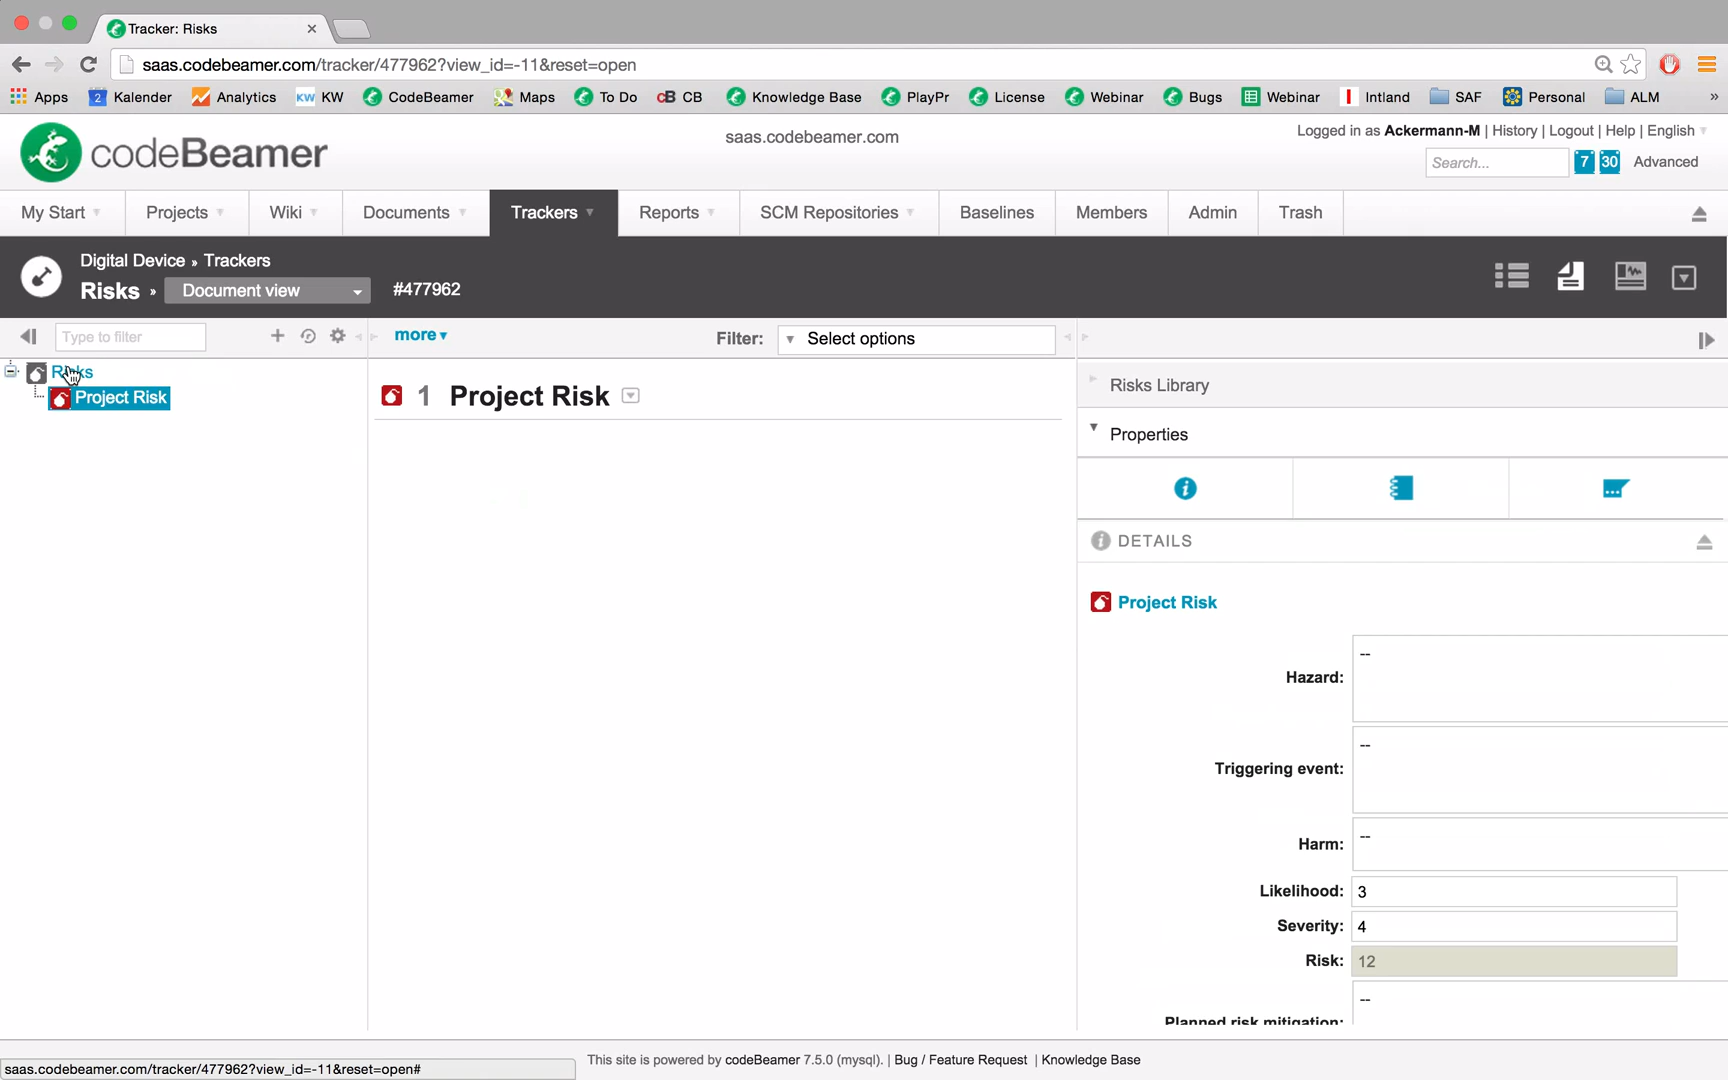 Tracker: Risks
saas.codebeamer.com/tracker/477962?view_id=-11&reset=open
Apps 2 Kalender Analytics KW KW CodeBeamer Maps To Do cB CB Knowledge Base PlayPr License Webinar Bugs Webinar Intland SAF Personal ALM »
codeBeamer
saas.codebeamer.com
Logged in as Ackermann-M | History | Logout | Help | English
Search... 7 30 Advanced
My Start Projects Wiki Documents Trackers Reports SCM Repositories Baselines Members Admin Trash
Digital Device » Trackers
Risks » Document view #477962
Type to filter
more
Filter: Select options
Risks
Project Risk
1 Project Risk
Risks Library
Properties
DETAILS
Project Risk
Hazard: --
Triggering event: --
Harm: --
Likelihood: 3
Severity: 4
Risk: 12
Planned risk mitigation: --
This site is powered by codeBeamer 7.5.0 (mysql). | Bug / Feature Request | Knowledge Base
saas.codebeamer.com/tracker/477962?view_id=-11&reset=open#